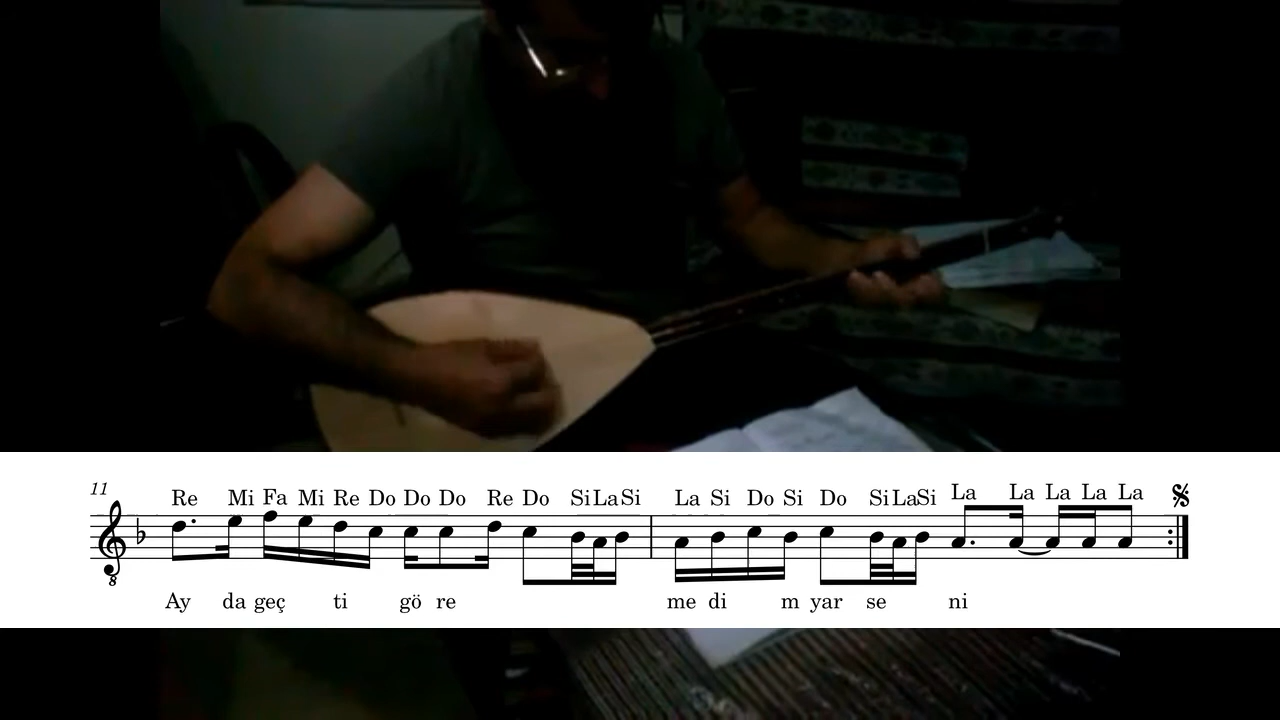 11
Re Mi Fa Mi Re Do Do Do Re Do Si La Si La Si Do Si Do Si La Si La La La La La
8
Ay da geç ti gö re me di m yar se ni